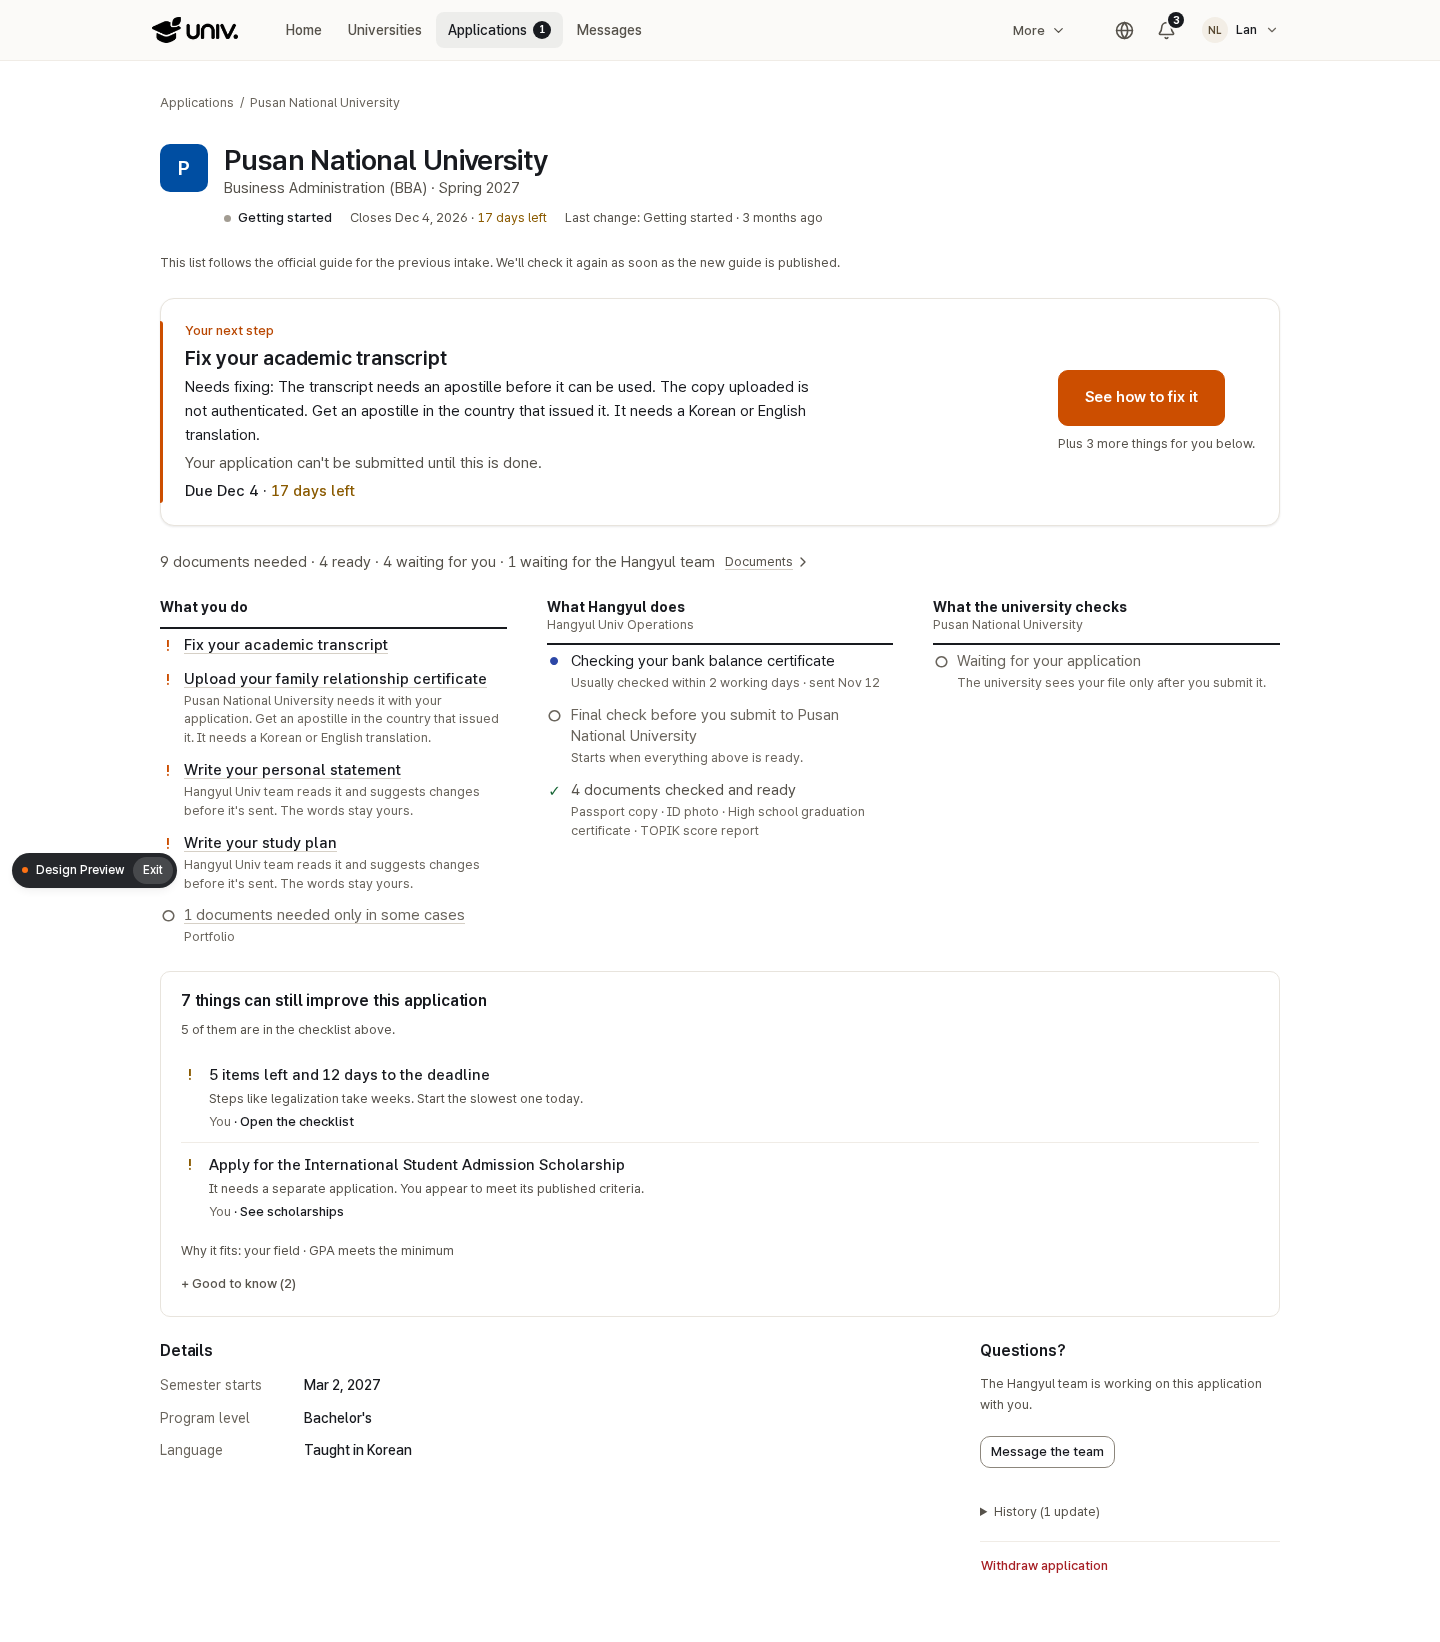 UNIV.
Home
Universities
Applications 1
Messages
More
3
NL
Lan
Applications / Pusan National University
P
Pusan National University
Business Administration (BBA) · Spring 2027
Getting started
Closes Dec 4, 2026 · 17 days left
Last change: Getting started · 3 months ago
This list follows the official guide for the previous intake. We'll check it again as soon as the new guide is published.
Your next step
Fix your academic transcript
Needs fixing: The transcript needs an apostille before it can be used. The copy uploaded is
not authenticated. Get an apostille in the country that issued it. It needs a Korean or English
translation.
Your application can't be submitted until this is done.
Due Dec 4 · 17 days left
See how to fix it
Plus 3 more things for you below.
9 documents needed · 4 ready · 4 waiting for you · 1 waiting for the Hangyul team
Documents
What you do
! Fix your academic transcript
! Upload your family relationship certificate
Pusan National University needs it with your
application. Get an apostille in the country that issued
it. It needs a Korean or English translation.
! Write your personal statement
Hangyul Univ team reads it and suggests changes
before it's sent. The words stay yours.
! Write your study plan
Hangyul Univ team reads it and suggests changes
before it's sent. The words stay yours.
1 documents needed only in some cases
Portfolio
What Hangyul does
Hangyul Univ Operations
Checking your bank balance certificate
Usually checked within 2 working days · sent Nov 12
Final check before you submit to Pusan
National University
Starts when everything above is ready.
✓ 4 documents checked and ready
Passport copy · ID photo · High school graduation
certificate · TOPIK score report
What the university checks
Pusan National University
Waiting for your application
The university sees your file only after you submit it.
Design Preview
Exit
7 things can still improve this application
5 of them are in the checklist above.
! 5 items left and 12 days to the deadline
Steps like legalization take weeks. Start the slowest one today.
You · Open the checklist
! Apply for the International Student Admission Scholarship
It needs a separate application. You appear to meet its published criteria.
You · See scholarships
Why it fits: your field · GPA meets the minimum
+ Good to know (2)
Details
Semester starts Mar 2, 2027
Program level Bachelor's
Language Taught in Korean
Questions?
The Hangyul team is working on this application
with you.
Message the team
History (1 update)
Withdraw application